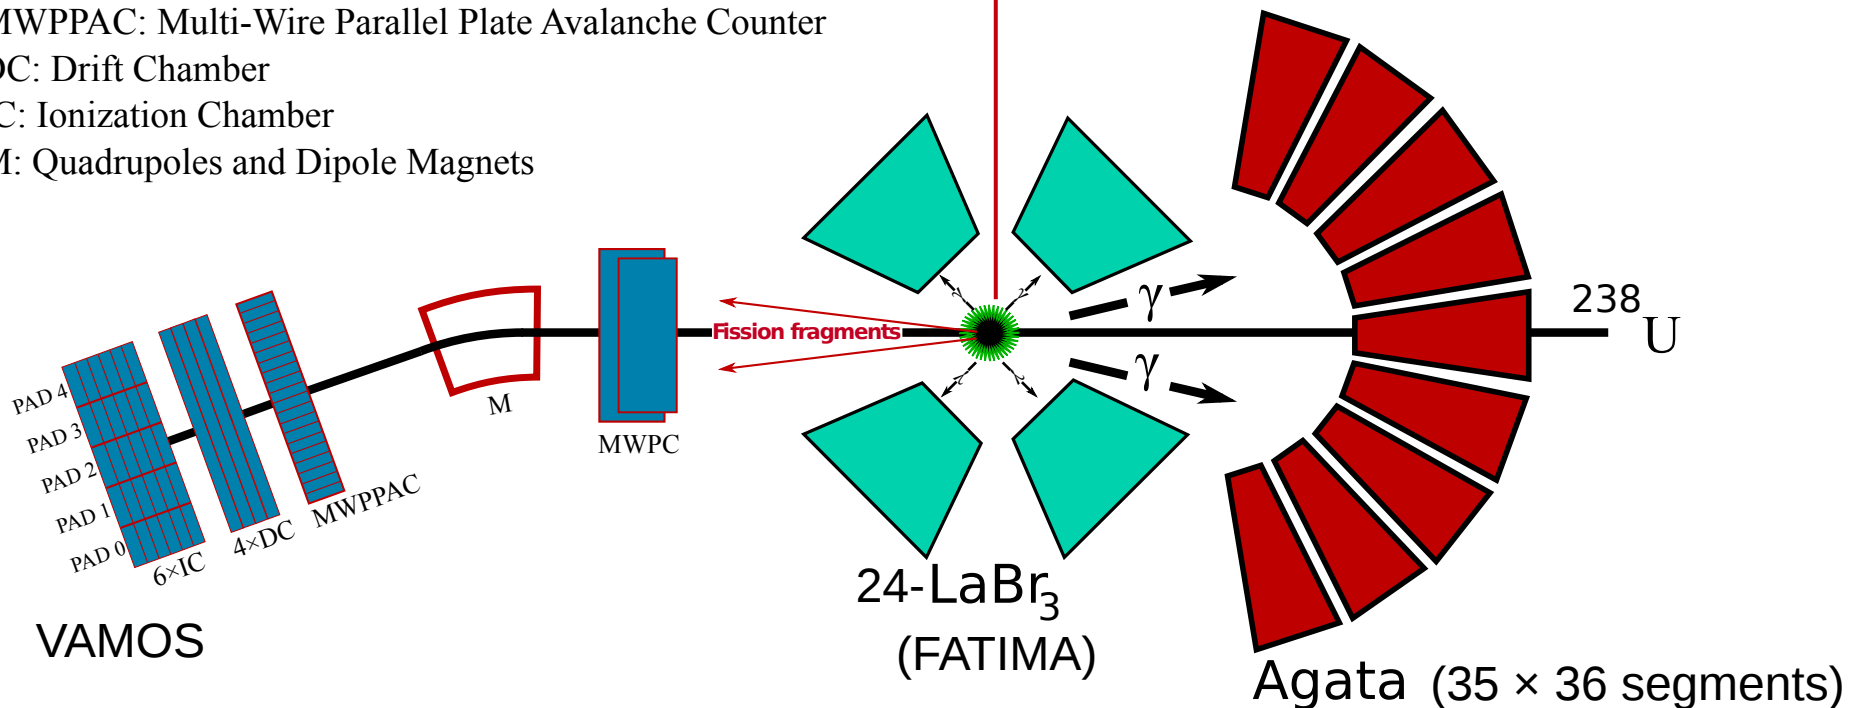 MWPPAC: Multi-Wire Parallel Plate Avalanche Counter
DC: Drift Chamber
IC: Ionization Chamber
M: Quadrupoles and Dipole Magnets
238U
γ
γ
γ
γ
Fission fragments
γ
γ
M
MWPC
PAD 4
PAD 3
PAD 2
PAD 1
PAD 0
6×IC
4×DC
MWPPAC
24-LaBr3
(FATIMA)
VAMOS
Agata (35 × 36 segments)